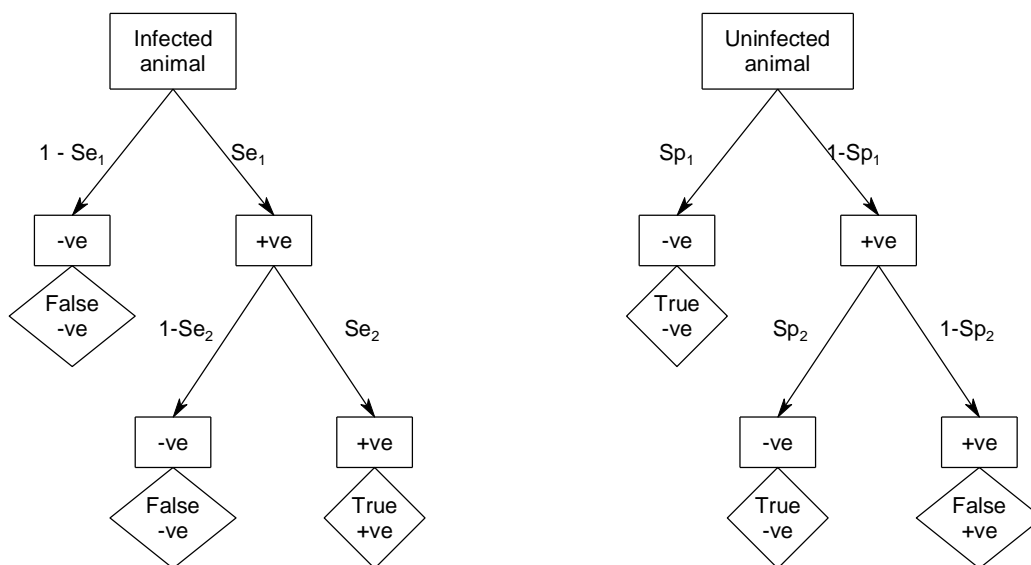 Infected
animal
1 - Se₁
Se₁
-ve
+ve
False
-ve
1-Se₂
Se₂
-ve
+ve
False
-ve
True
+ve
Uninfected
animal
Sp₁
1-Sp₁
-ve
+ve
True
-ve
Sp₂
1-Sp₂
-ve
+ve
True
-ve
False
+ve